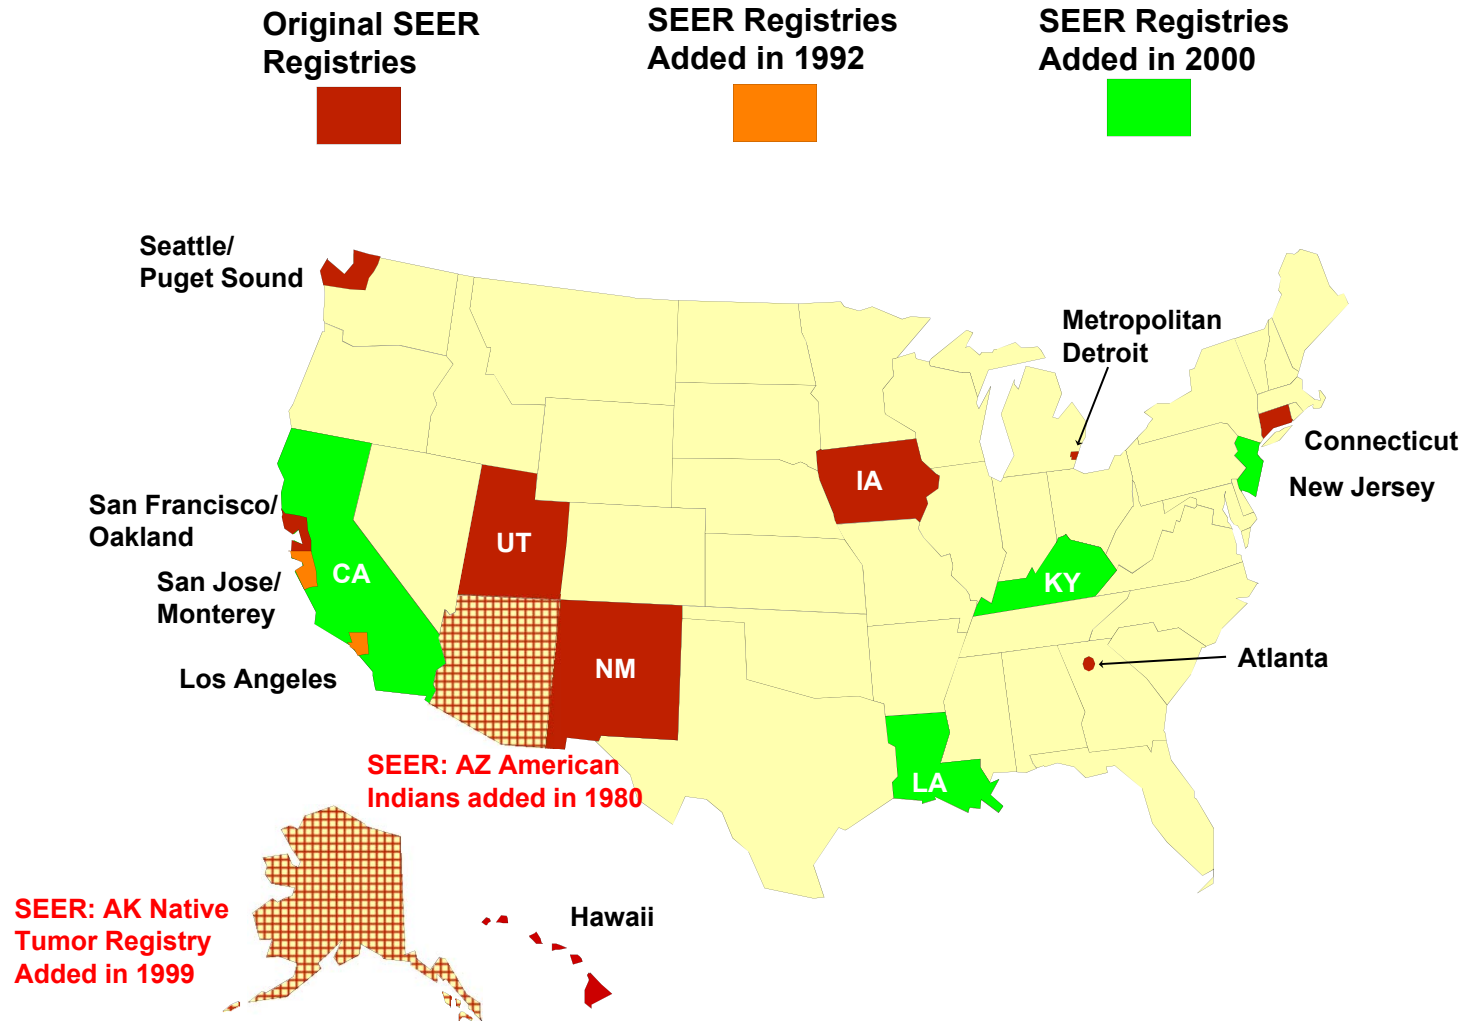 Original SEER
Registries
SEER Registries
Added in 1992
SEER Registries
Added in 2000
Seattle/
Puget Sound
Metropolitan
Detroit
Connecticut
New Jersey
IA
San Francisco/
Oakland
UT
CA
San Jose/
Monterey
KY
NM
Los Angeles
Atlanta
SEER: AZ American
Indians added in 1980
LA
SEER: AK Native
Tumor Registry
Added in 1999
Hawaii